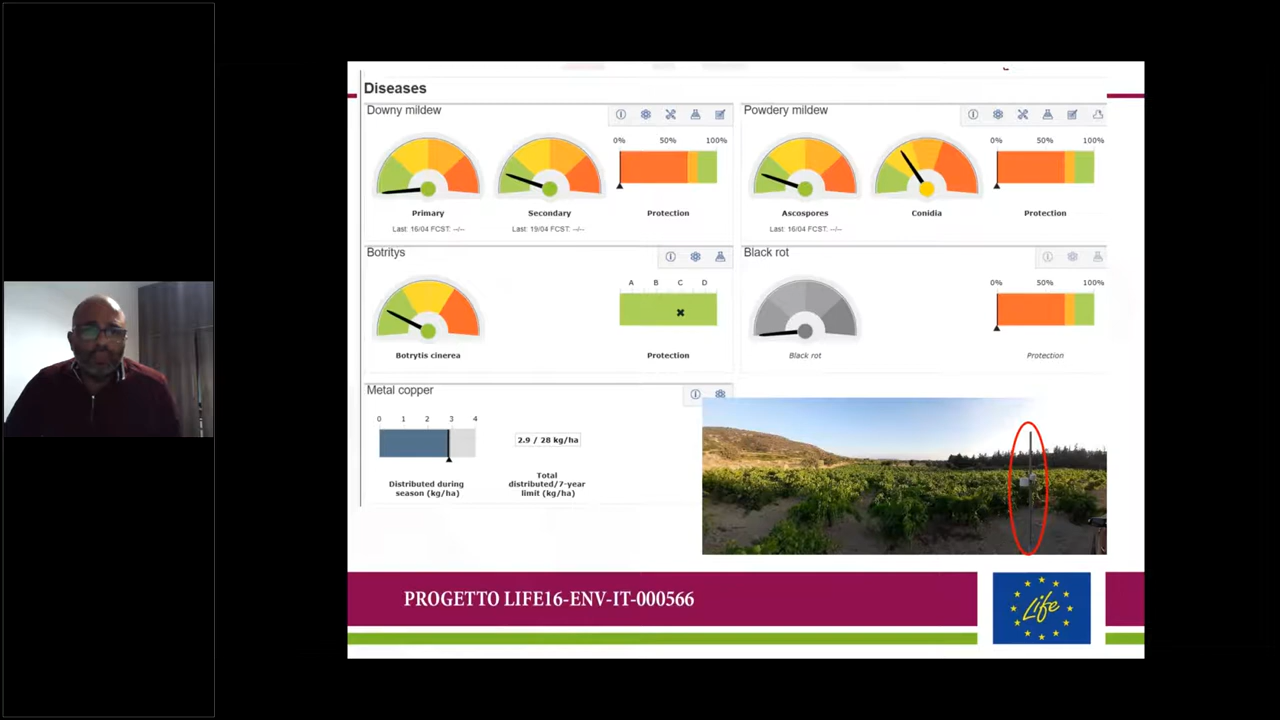 Diseases
Downy mildew
0% 50% 100%
Primary
Secondary
Protection
Last: 16/04 FCST: --/--
Last: 19/04 FCST: --/--
Powdery mildew
0% 50% 100%
Ascospores
Conidia
Protection
Last: 16/04 FCST: --/--
Botritys
A B C D
Botrytis cinerea
Protection
Black rot
0% 50% 100%
Black rot
Protection
Metal copper
0 1 2 3 4
2.9 / 28 kg/ha
Distributed during
season (kg/ha)
Total
distributed/7-year
limit (kg/ha)
PROGETTO LIFE16-ENV-IT-000566
Life